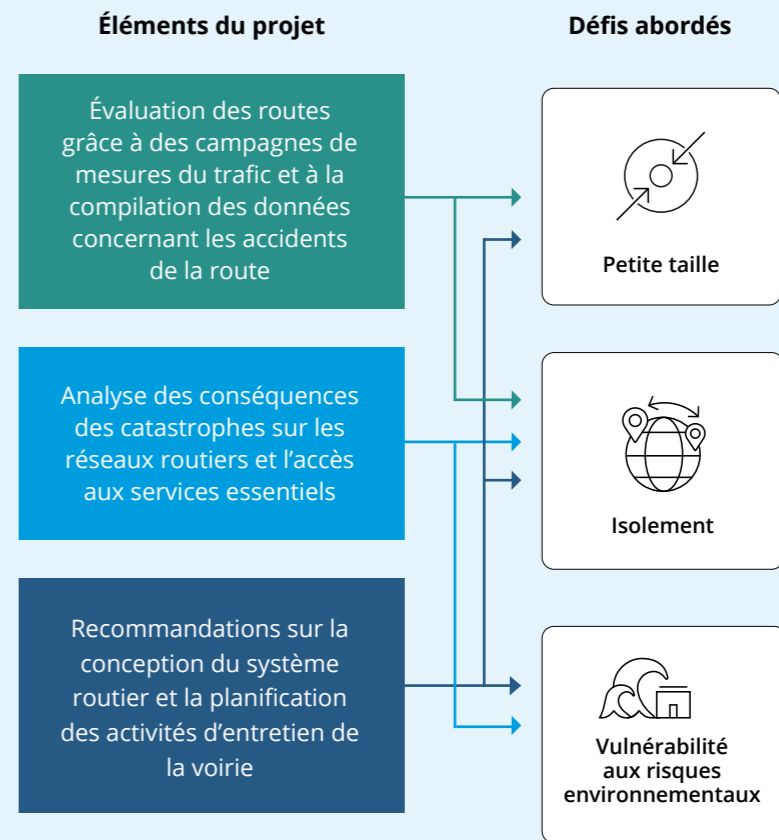 Éléments du projet
Défis abordés
Évaluation des routes
grâce à des campagnes de
mesures du trafic et à la
compilation des données
concernant les accidents
de la route
Petite taille
Analyse des conséquences
des catastrophes sur les
réseaux routiers et l’accès
aux services essentiels
Isolement
Recommandations sur la
conception du système
routier et la planification
des activités d’entretien de
la voirie
Vulnérabilité
aux risques
environnementaux